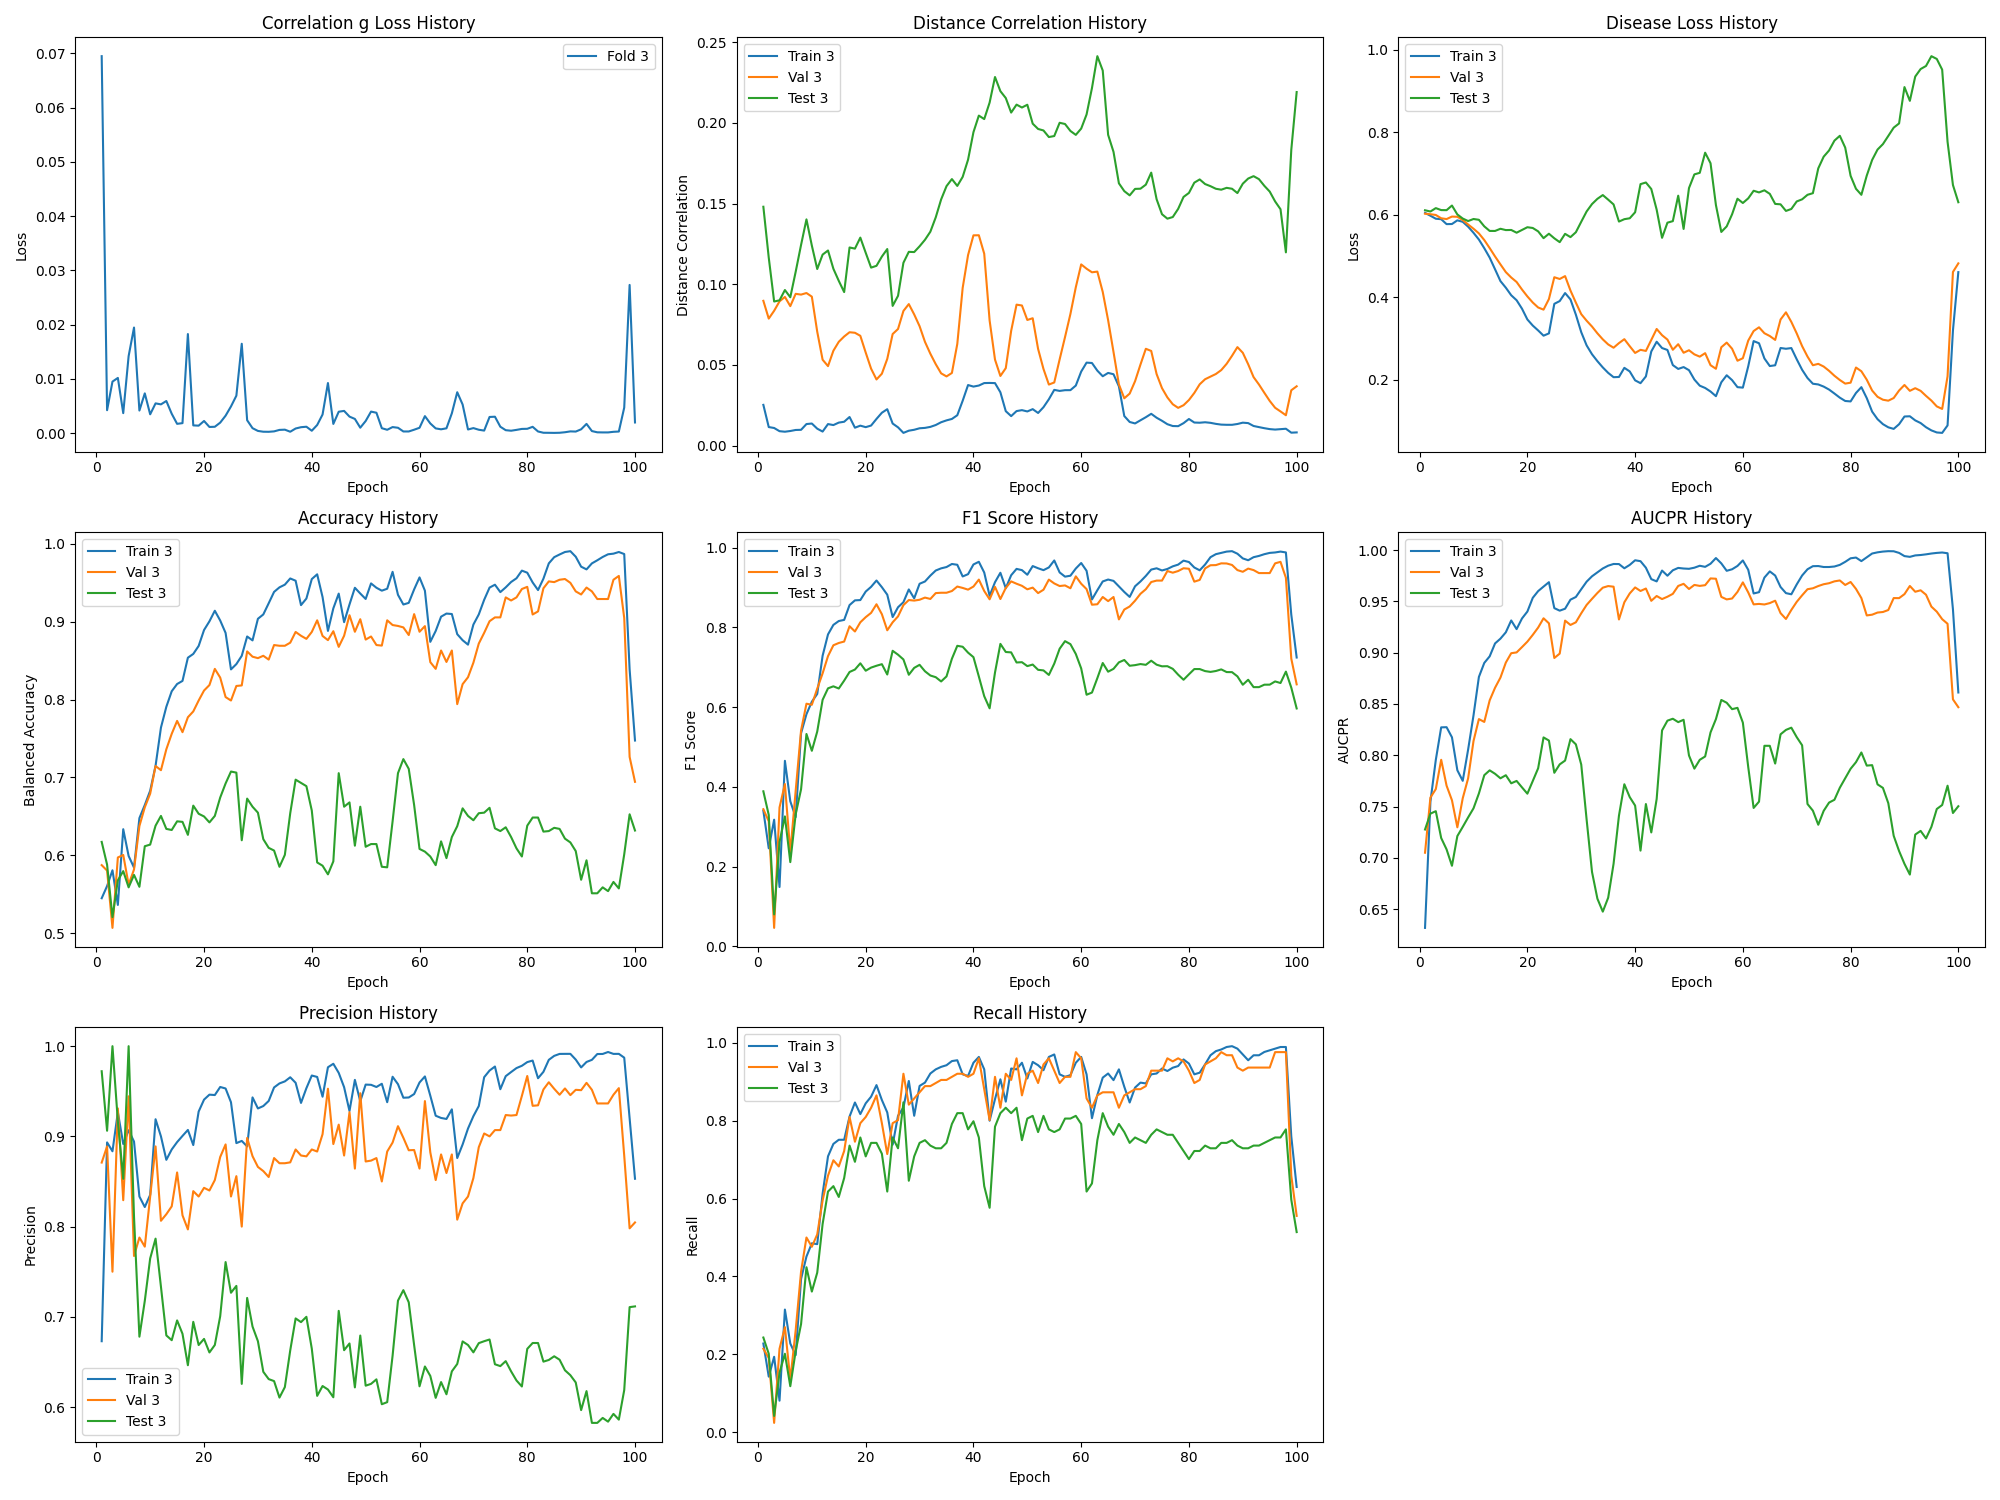 Correlation g Loss History
Loss
0.07
0.06
0.05
0.04
0.03
0.02
0.01
0.00
0 20 40 60 80 100
Epoch
Fold 3
Distance Correlation History
Distance Correlation
0.25
0.20
0.15
0.10
0.05
0.00
0 20 40 60 80 100
Epoch
Train 3
Val 3
Test 3
Disease Loss History
Loss
1.0
0.8
0.6
0.4
0.2
0 20 40 60 80 100
Epoch
Train 3
Val 3
Test 3
Accuracy History
Balanced Accuracy
1.0
0.9
0.8
0.7
0.6
0.5
0 20 40 60 80 100
Epoch
Train 3
Val 3
Test 3
F1 Score History
F1 Score
1.0
0.8
0.6
0.4
0.2
0.0
0 20 40 60 80 100
Epoch
Train 3
Val 3
Test 3
AUCPR History
AUCPR
1.00
0.95
0.90
0.85
0.80
0.75
0.70
0.65
0 20 40 60 80 100
Epoch
Train 3
Val 3
Test 3
Precision History
Precision
1.0
0.9
0.8
0.7
0.6
0 20 40 60 80 100
Epoch
Train 3
Val 3
Test 3
Recall History
Recall
1.0
0.8
0.6
0.4
0.2
0.0
0 20 40 60 80 100
Epoch
Train 3
Val 3
Test 3